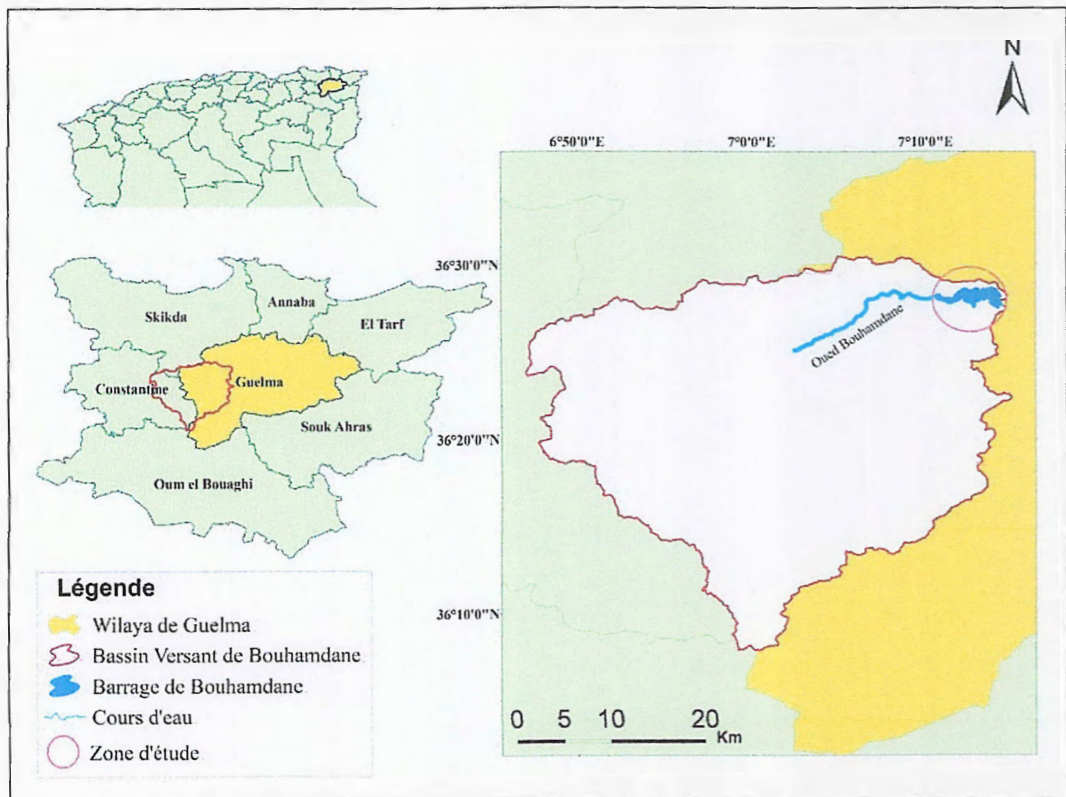 N
6°50'0"E 7°0'0"E 7°10'0"E
36°30'0"N
36°20'0"N
36°10'0"N
Skikda
Annaba
El Tarf
Constantine
Guelma
Souk Ahras
Oum el Bouaghi
Oued Bouhamdane
Légende
Wilaya de Guelma
Bassin Versant de Bouhamdane
Barrage de Bouhamdane
Cours d'eau
Zone d'étude
0 5 10 20
Km